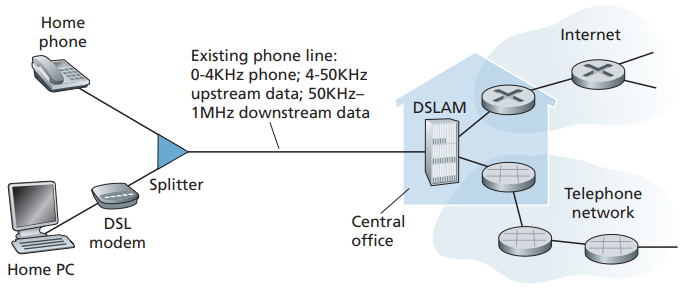 Home
phone
Existing phone line:
0-4KHz phone; 4-50KHz
upstream data; 50KHz–
1MHz downstream data
Internet
DSLAM
Splitter
DSL
modem
Home PC
Central
office
Telephone
network